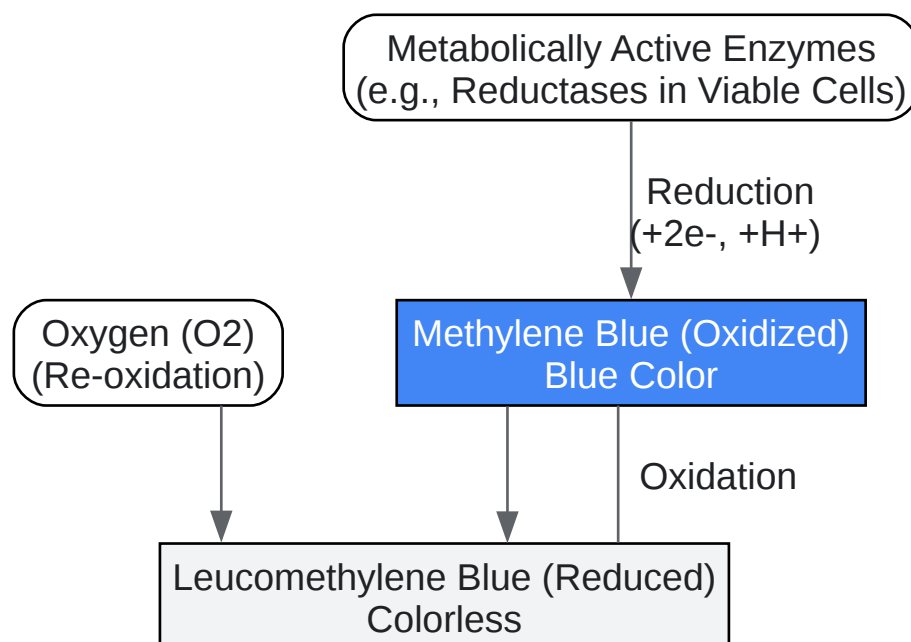 Metabolically Active Enzymes
(e.g., Reductases in Viable Cells)
Reduction
(+2e-, +H+)
Oxygen (O2)
(Re-oxidation)
Methylene Blue (Oxidized)
Blue Color
Oxidation
Leucomethylene Blue (Reduced)
Colorless